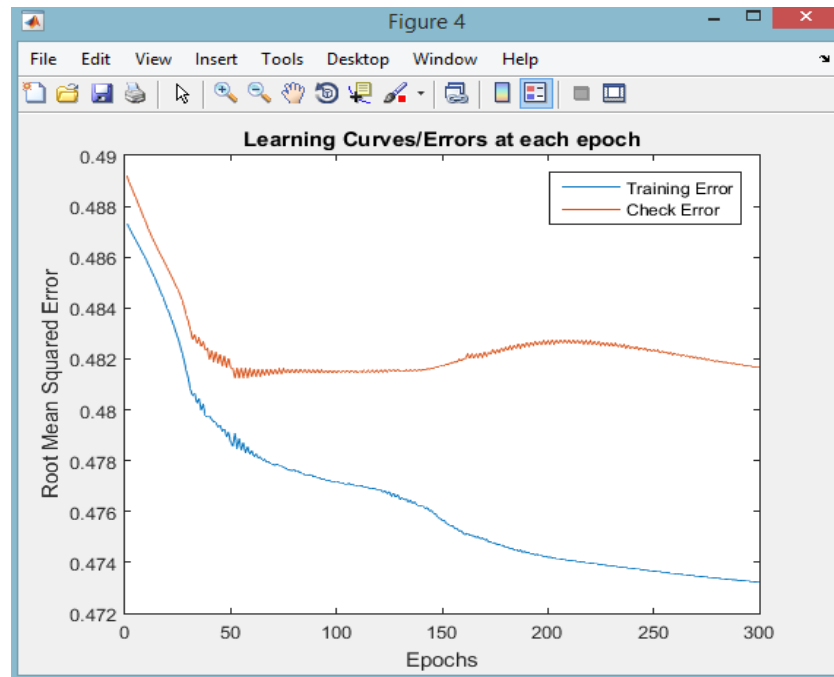 Figure 4
File Edit View Insert Tools Desktop Window Help
Learning Curves/Errors at each epoch
Training Error
Check Error
Root Mean Squared Error
0.49
0.488
0.486
0.484
0.482
0.48
0.478
0.476
0.474
0.472
0 50 100 150 200 250 300
Epochs